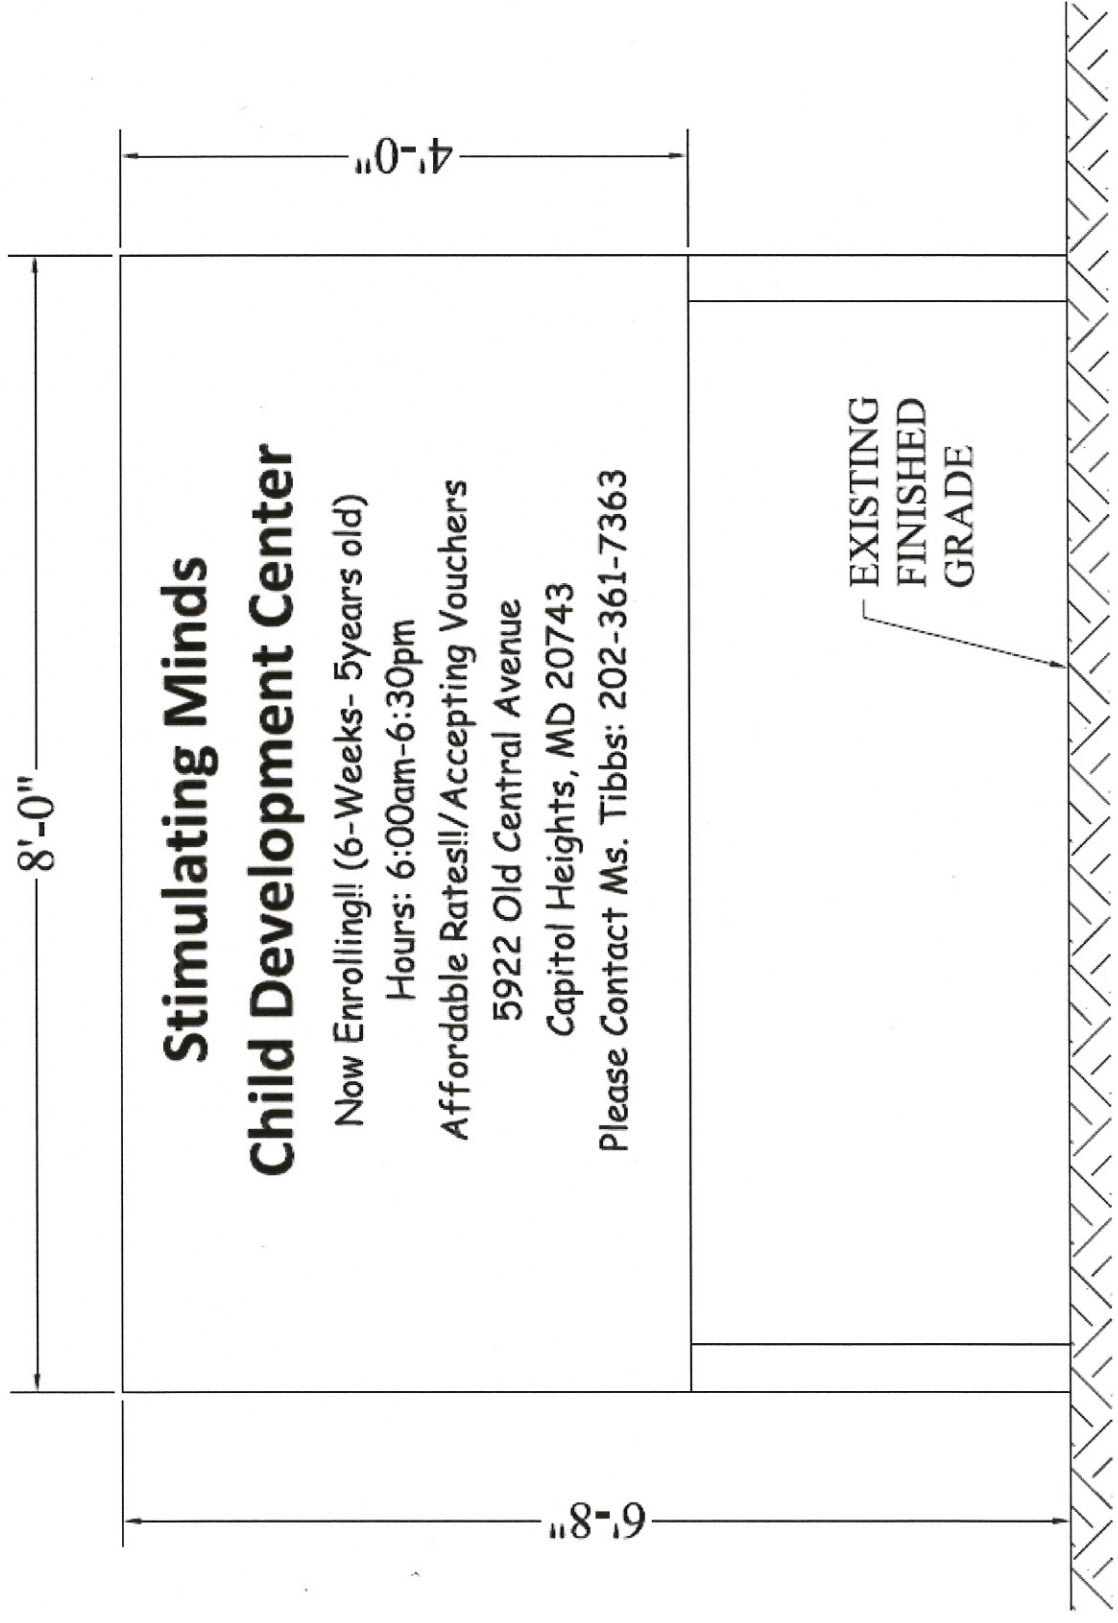 8'-0"
4'-0"
Stimulating Minds
Child Development Center
Now Enrolling!! (6-Weeks- 5years old)
Hours: 6:00am-6:30pm
Affordable Rates!!/Accepting Vouchers
5922 Old Central Avenue
Capitol Heights, MD 20743
Please Contact Ms. Tibbs: 202-361-7363
6'-8"
EXISTING
FINISHED
GRADE